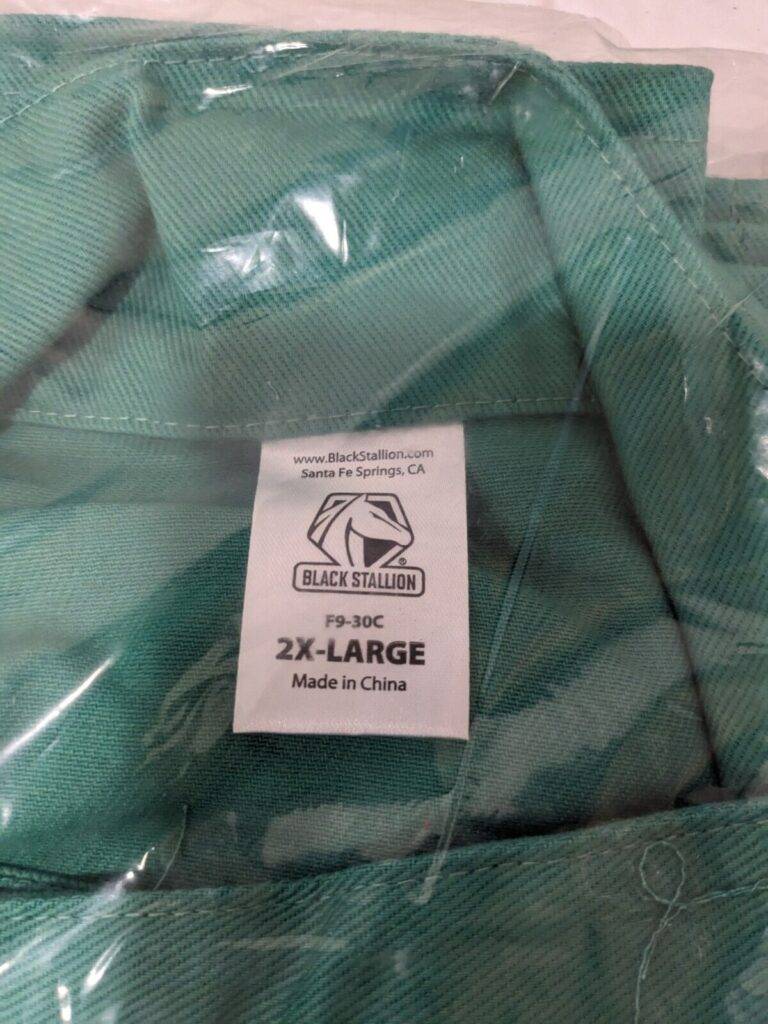 www.BlackStallion.com
Santa Fe Springs, CA
®
BLACK STALLION
F9-30C
2X-LARGE
Made in China